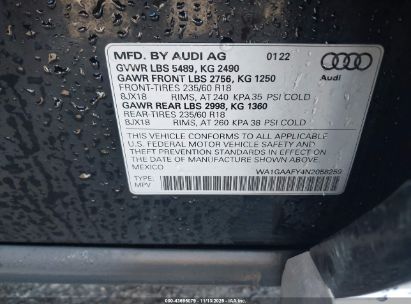 MFD. BY AUDI AG 01 22
GVWR LBS 5489, KG 2490
GAWR FRONT LBS 2756, KG 1250
FRONT-TIRES 235/60 R18
8JX18 RIMS, AT 240 KPA 35 PSI COLD
GAWR REAR LBS 2998, KG 1360
REAR-TIRES 235/60 R18
8JX18 RIMS, AT 260 KPA 38 PSI COLD
THIS VEHICLE CONFORMS TO ALL APPLICABLE
U.S. FEDERAL MOTOR VEHICLE SAFETY AND
THEFT PREVENTION STANDARDS IN EFFECT
ON THE DATE OF MANUFACTURE SHOWN ABOVE.
MEXICO
WA1GAAFY4N2058259
TYPE:
MPV
Audi